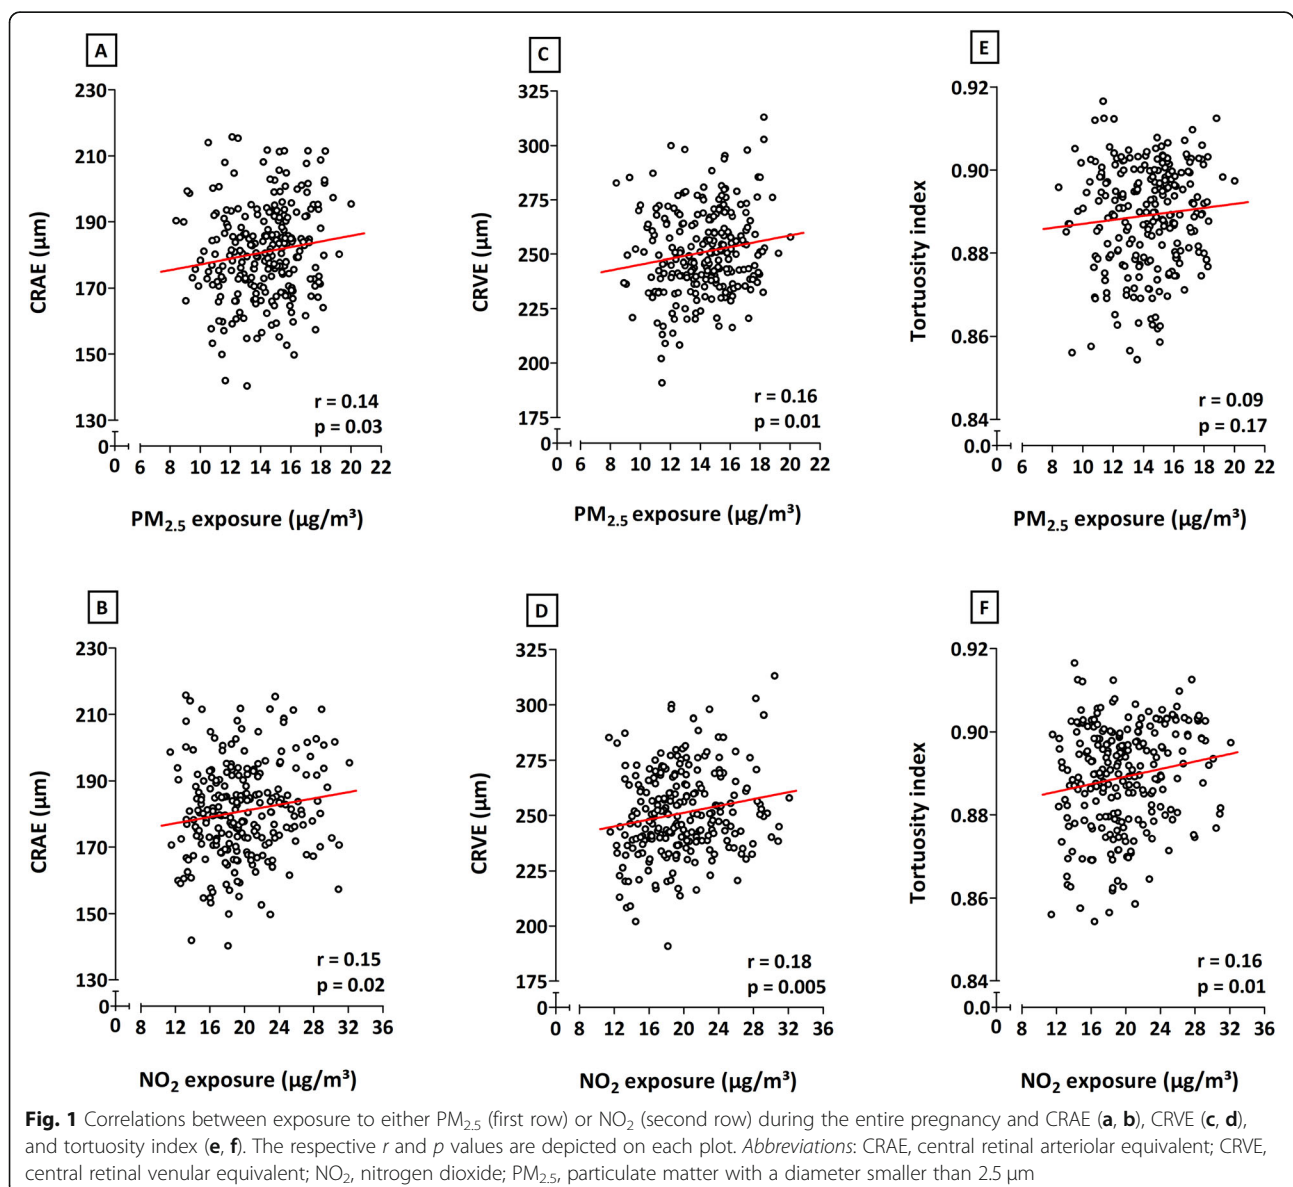 A
230
210
190
170
150
130
0
CRAE (µm)
r = 0.14
p = 0.03
0 6 8 10 12 14 16 18 20 22
PM2.5 exposure (µg/m³)
C
325
300
275
250
225
200
175
0
CRVE (µm)
r = 0.16
p = 0.01
0 6 8 10 12 14 16 18 20 22
PM2.5 exposure (µg/m³)
E
0.92
0.90
0.88
0.86
0.84
0.0
Tortuosity index
r = 0.09
p = 0.17
0 6 8 10 12 14 16 18 20 22
PM2.5 exposure (µg/m³)
B
230
210
190
170
150
130
0
CRAE (µm)
r = 0.15
p = 0.02
0 8 12 16 20 24 28 32 36
NO2 exposure (µg/m³)
D
325
300
275
250
225
200
175
0
CRVE (µm)
r = 0.18
p = 0.005
0 8 12 16 20 24 28 32 36
NO2 exposure (µg/m³)
F
0.92
0.90
0.88
0.86
0.84
0.0
Tortuosity index
r = 0.16
p = 0.01
0 8 12 16 20 24 28 32 36
NO2 exposure (µg/m³)
Fig. 1 Correlations between exposure to either PM2.5 (first row) or NO2 (second row) during the entire pregnancy and CRAE (a, b), CRVE (c, d),
and tortuosity index (e, f). The respective r and p values are depicted on each plot. Abbreviations: CRAE, central retinal arteriolar equivalent; CRVE,
central retinal venular equivalent; NO2, nitrogen dioxide; PM2.5, particulate matter with a diameter smaller than 2.5 µm